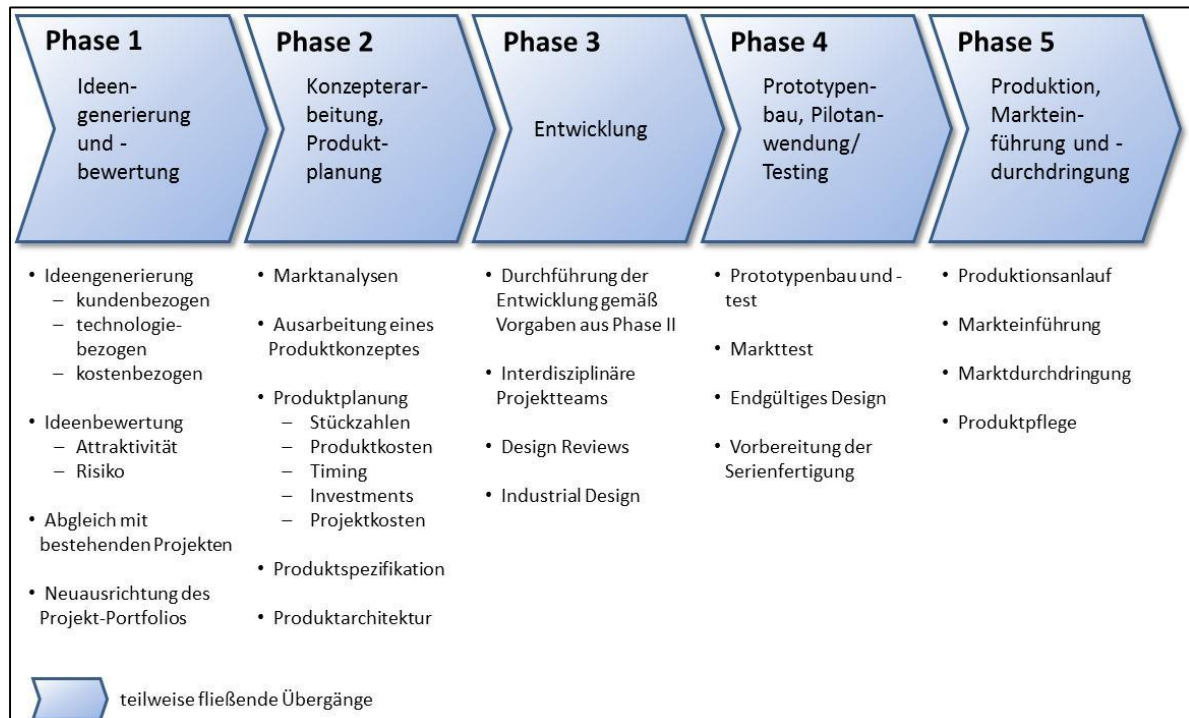 Phase 1
Ideen-
generierung
und -
bewertung
Phase 2
Konzepterar-
beitung,
Produkt-
planung
Phase 3
Entwicklung
Phase 4
Prototypen-
bau, Pilotan-
wendung/
Testing
Phase 5
Produktion,
Marktein-
führung und -
durchdringung
• Ideengenerierung
– kundenbezogen
– technologie-
bezogen
– kostenbezogen
• Ideenbewertung
– Attraktivität
– Risiko
• Abgleich mit
bestehenden Projekten
• Neuausrichtung des
Projekt-Portfolios
• Marktanalysen
• Ausarbeitung eines
Produktkonzeptes
• Produktplanung
– Stückzahlen
– Produktkosten
– Timing
– Investments
– Projektkosten
• Produktspezifikation
• Produktarchitektur
• Durchführung der
Entwicklung gemäß
Vorgaben aus Phase II
• Interdisziplinäre
Projektteams
• Design Reviews
• Industrial Design
• Prototypenbau und -
test
• Markttest
• Endgültiges Design
• Vorbereitung der
Serienfertigung
• Produktionsanlauf
• Markteinführung
• Marktdurchdringung
• Produktpflege
teilweise fließende Übergänge